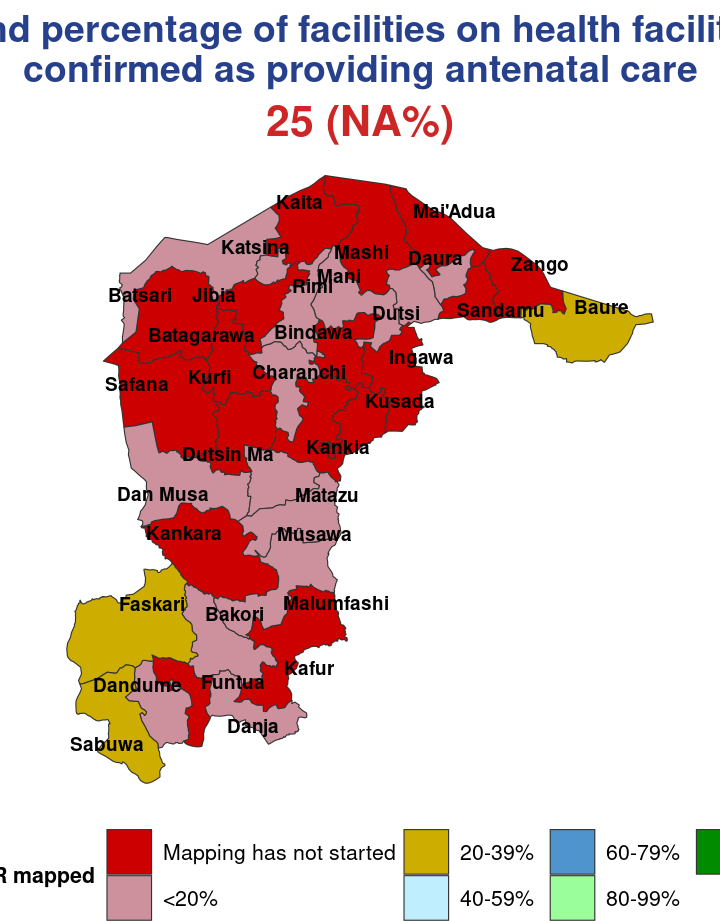 nd percentage of facilities on health facilit
confirmed as providing antenatal care
25 (NA%)
Kaita
Mai'Adua
Katsina
Mashi
Daura
Zango
Mani
Rimi
Batsari
Jibia
Baure
Dutsi
Sandamu
Batagarawa
Bindawa
Ingawa
Charanchi
Kurfi
Safana
Kusada
Kankia
Dutsin Ma
Dan Musa
Matazu
Kankara
Musawa
Faskari
Malumfashi
Bakori
Kafur
Dandume
Funtua
Danja
Sabuwa
R mapped
Mapping has not started
<20%
20-39%
40-59%
60-79%
80-99%